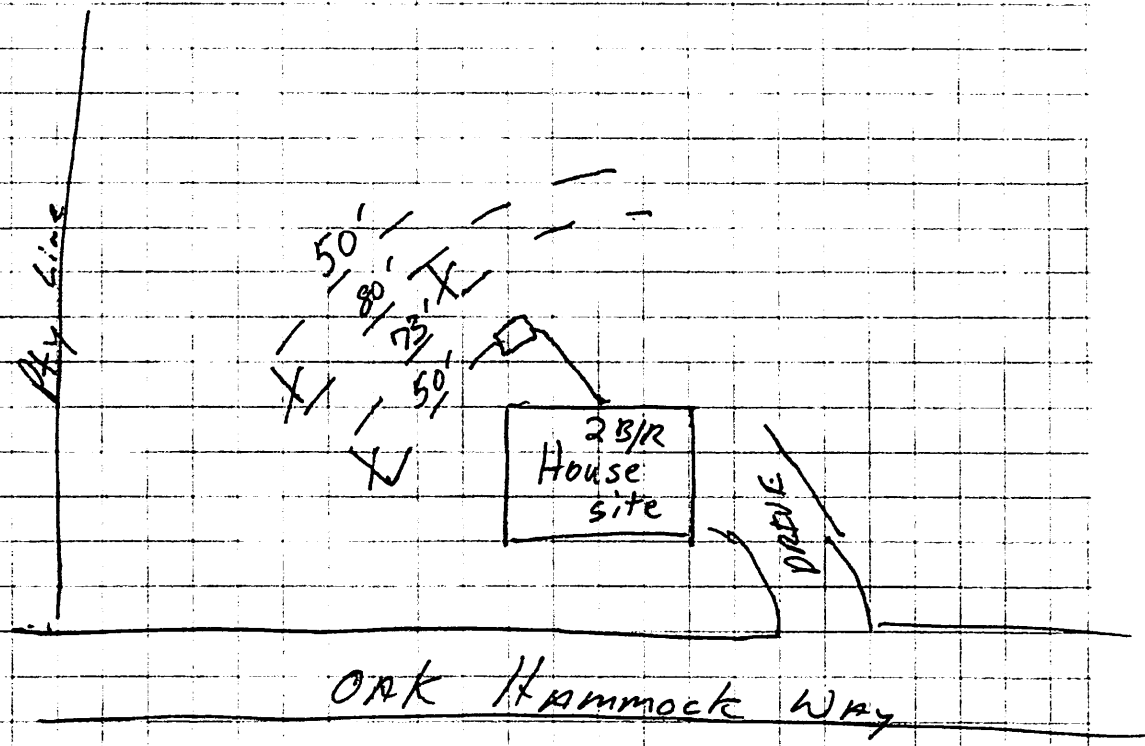 Pty Line
50'
80'
73'
50'
X
X
X
2 B/R
House
site
DRIVE
OAK HAMMOCK WAY